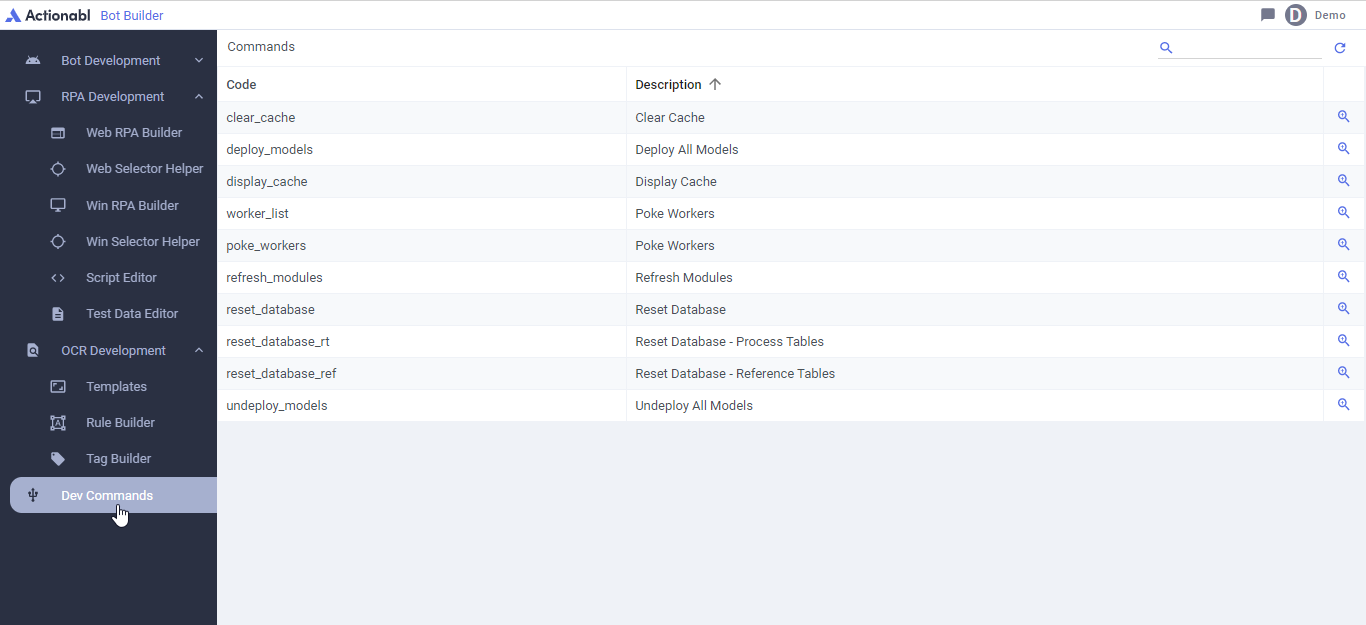 Actionabl Bot Builder
Demo
Bot Development
RPA Development
Web RPA Builder
Web Selector Helper
Win RPA Builder
Win Selector Helper
Script Editor
Test Data Editor
OCR Development
Templates
Rule Builder
Tag Builder
Dev Commands
Commands
Code Description
clear_cache Clear Cache
deploy_models Deploy All Models
display_cache Display Cache
worker_list Poke Workers
poke_workers Poke Workers
refresh_modules Refresh Modules
reset_database Reset Database
reset_database_rt Reset Database - Process Tables
reset_database_ref Reset Database - Reference Tables
undeploy_models Undeploy All Models